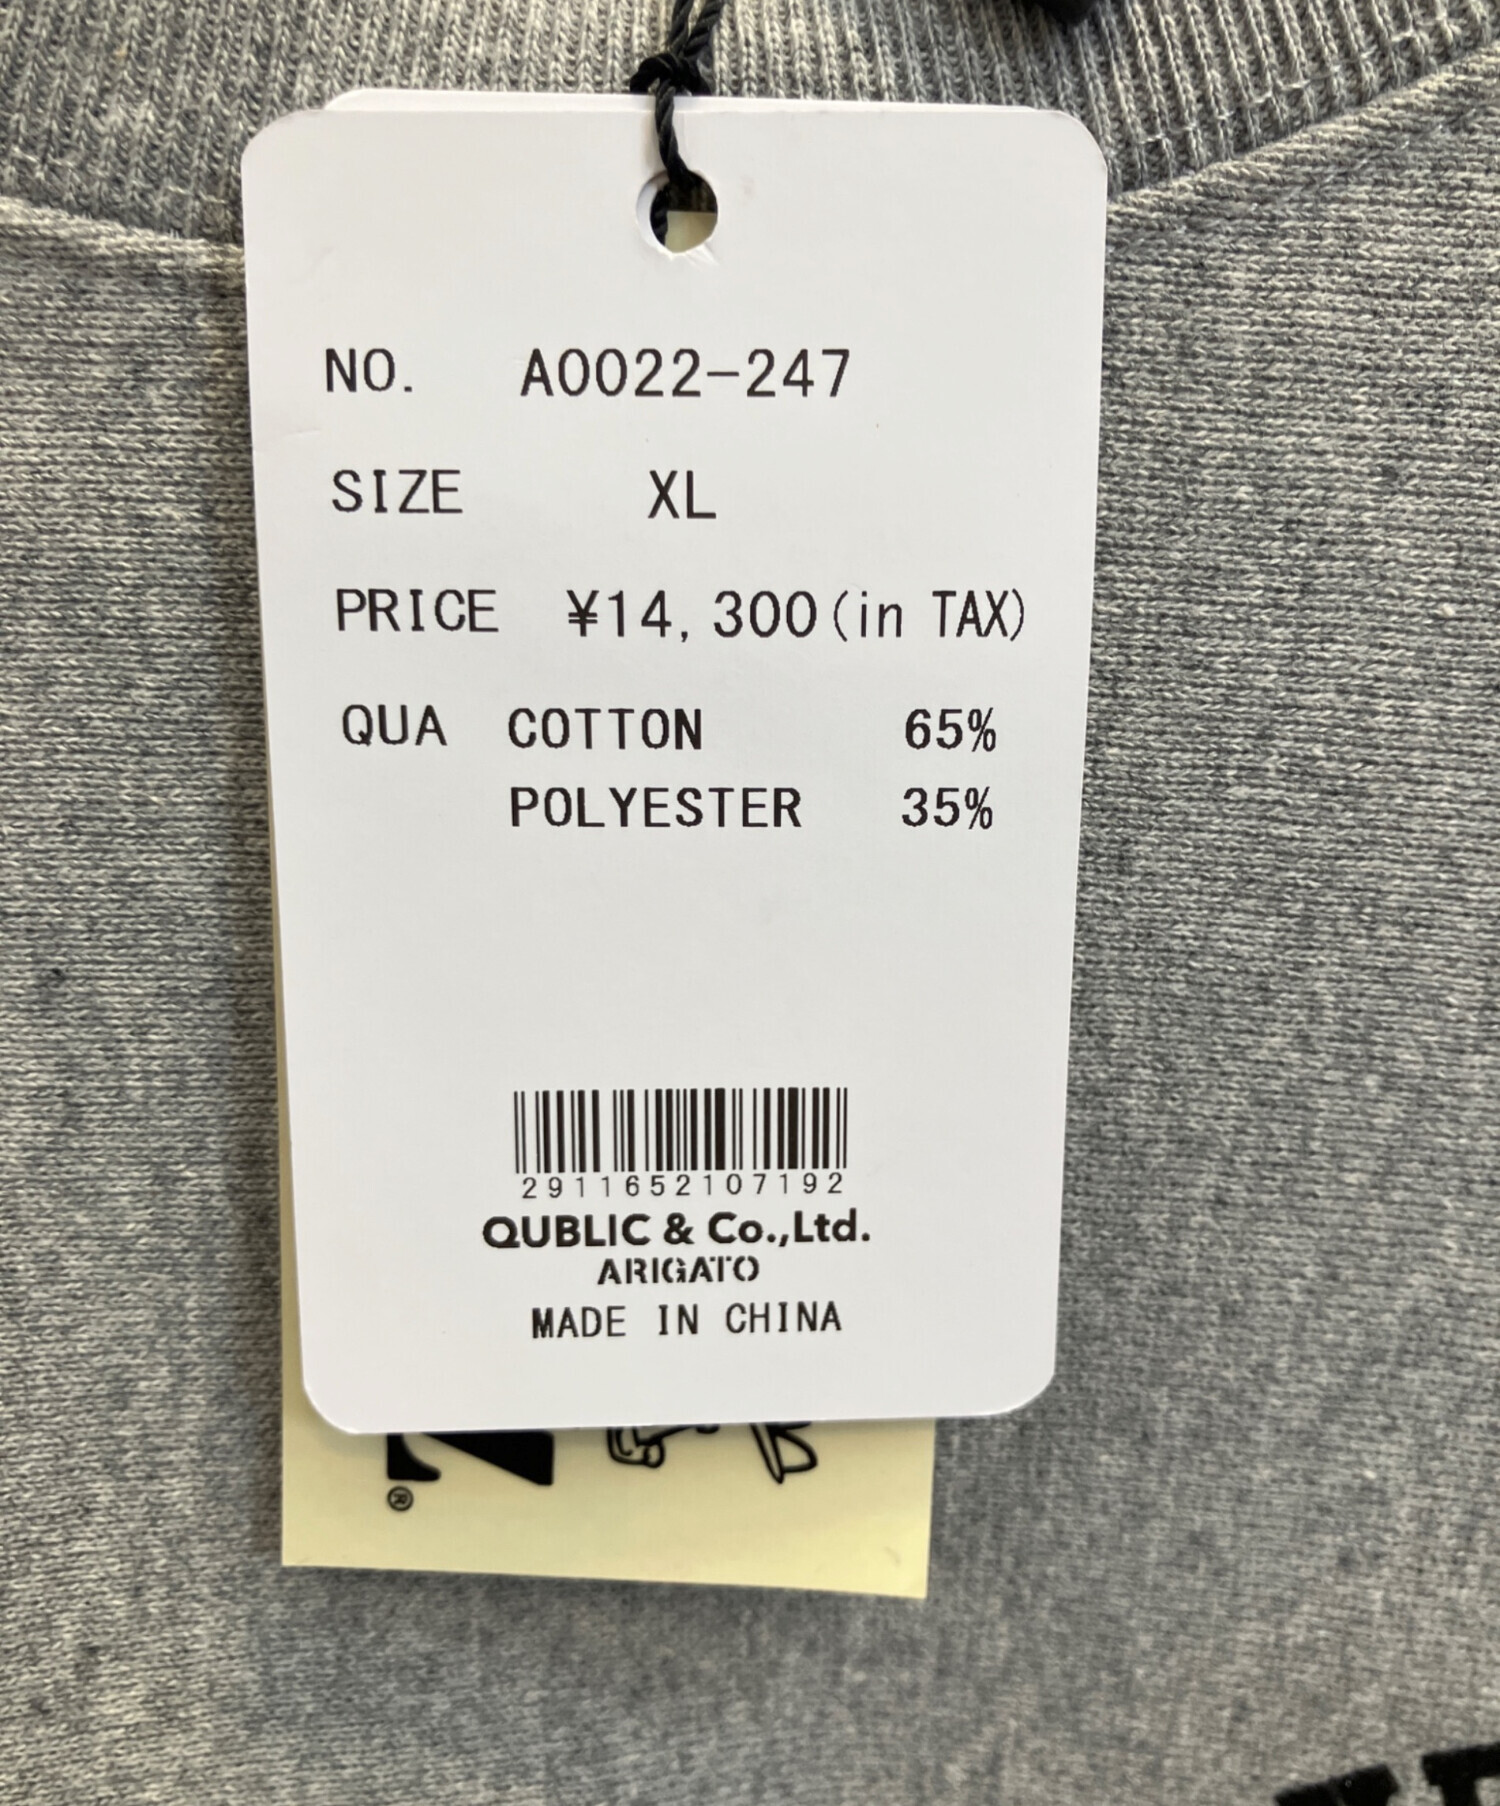 NO. A0022-247
SIZE XL
PRICE ¥14,300(in TAX)
QUA COTTON 65%
POLYESTER 35%
2911652107192
QUBLIC & Co.,Ltd.
ARIGATO
MADE IN CHINA
®